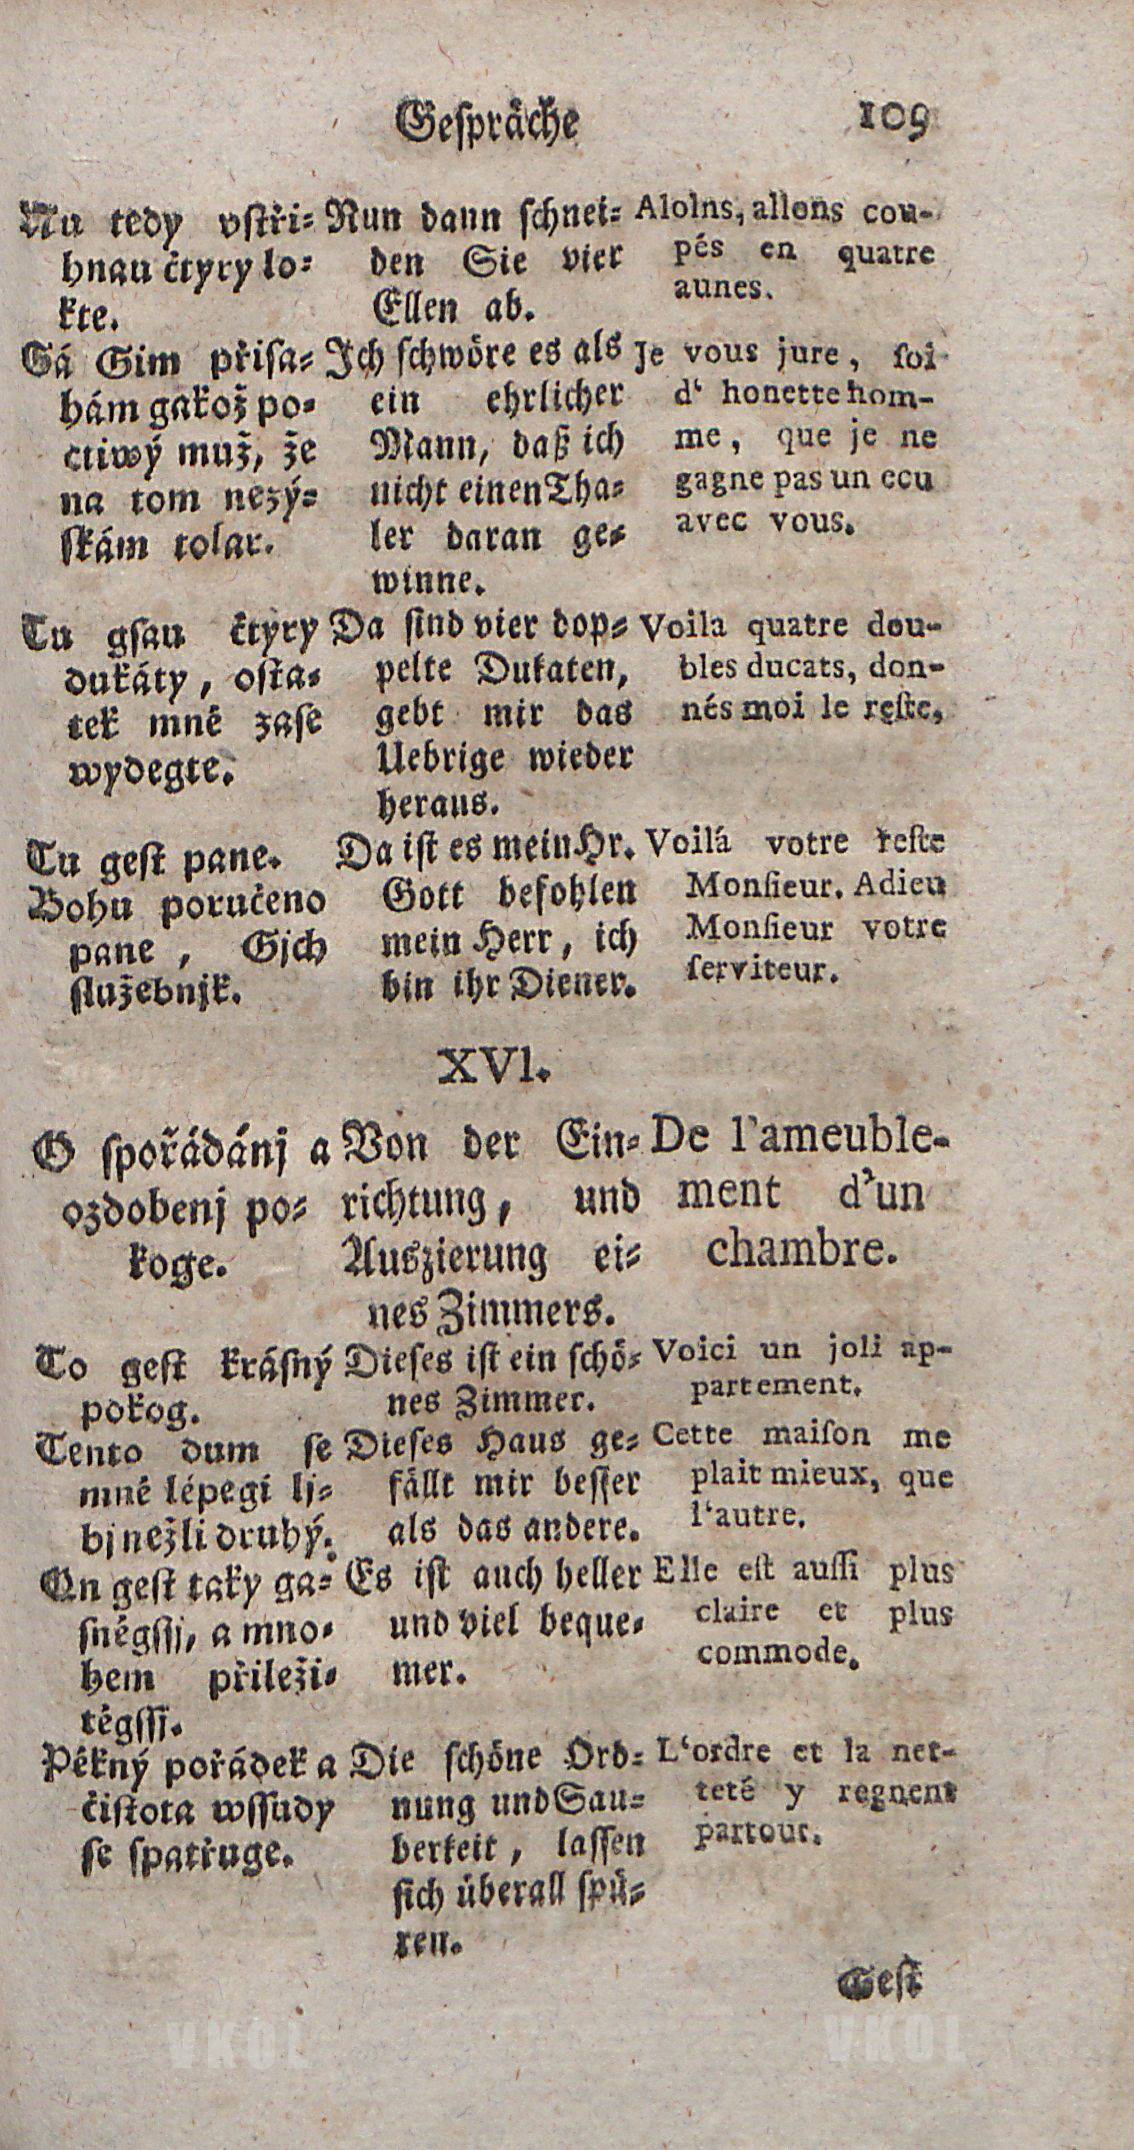 Geſpräche 109
Nu tedy vſtři-
hnau čtyry lo-
kte.
Gá Gim přiſa-
hám gakož po-
ctiwý muž, že
na tom nezý-
ſkám tolar.
Tu gſau čtyry
dukáty, oſta-
tek mně zaſe
wydegte.
Tu geſt pane.
Bohu poručeno
pane, Gjch
ſlužebnjk.
Nun dann ſchnei-
den Sie vier
Ellen ab.
Ich ſchwöre es als
ein ehrlicher
Mann, daß ich
nicht einen Tha-
ler daran ge-
winne.
Da ſind vier dop-
pelte Dukaten,
gebt mir das
Uebrige wieder
heraus.
Da iſt es mein Hr.
Gott befohlen
mein Herr, ich
bin ihr Diener.
Aloins, allons cou-
pés en quatre
aunes.
Je vous jure, foi
d‘ honette hom-
me, que je ne
gagne pas un ecu
avec vous.
Voila quatre dou-
bles ducats, don-
nés moi le reſte,
Voilá votre reſte
Monſieur. Adieu
Monſieur votre
ſerviteur.
XVI.
O ſpořádánj a
ozdobenj po-
koge.
To geſt kráſný
pokog.
Tento dum ſe
mně lépegi lj-
bj nežli druhý.
On geſt taky ga-
ſněgſſj, a mno-
hem přileži-
těgſſj.
Pěkný pořádek a
čiſtota wſſudy
ſe ſpatřuge.
Von der Ein-
richtung, und
Auszierung ei-
nes Zimmers.
Dieſes iſt ein ſchö-
nes Zimmer.
Dieſes Haus ge-
fällt mir beſſer
als das andere.
Es iſt auch heller
und viel beque-
mer.
Die ſchöne Ord-
nung und Sau-
berkeit, laſſen
ſich überall ſpü-
ren.
De l'ameuble-
ment d'un
chambre.
Voici un joli ap-
partement.
Cette maiſon me
plait mieux, que
l‘autre.
Elle eſt auſſi plus
claire et plus
commode.
L‘ordre et la net-
teté y regnent
partout.
Geſt
VKOL VKOL